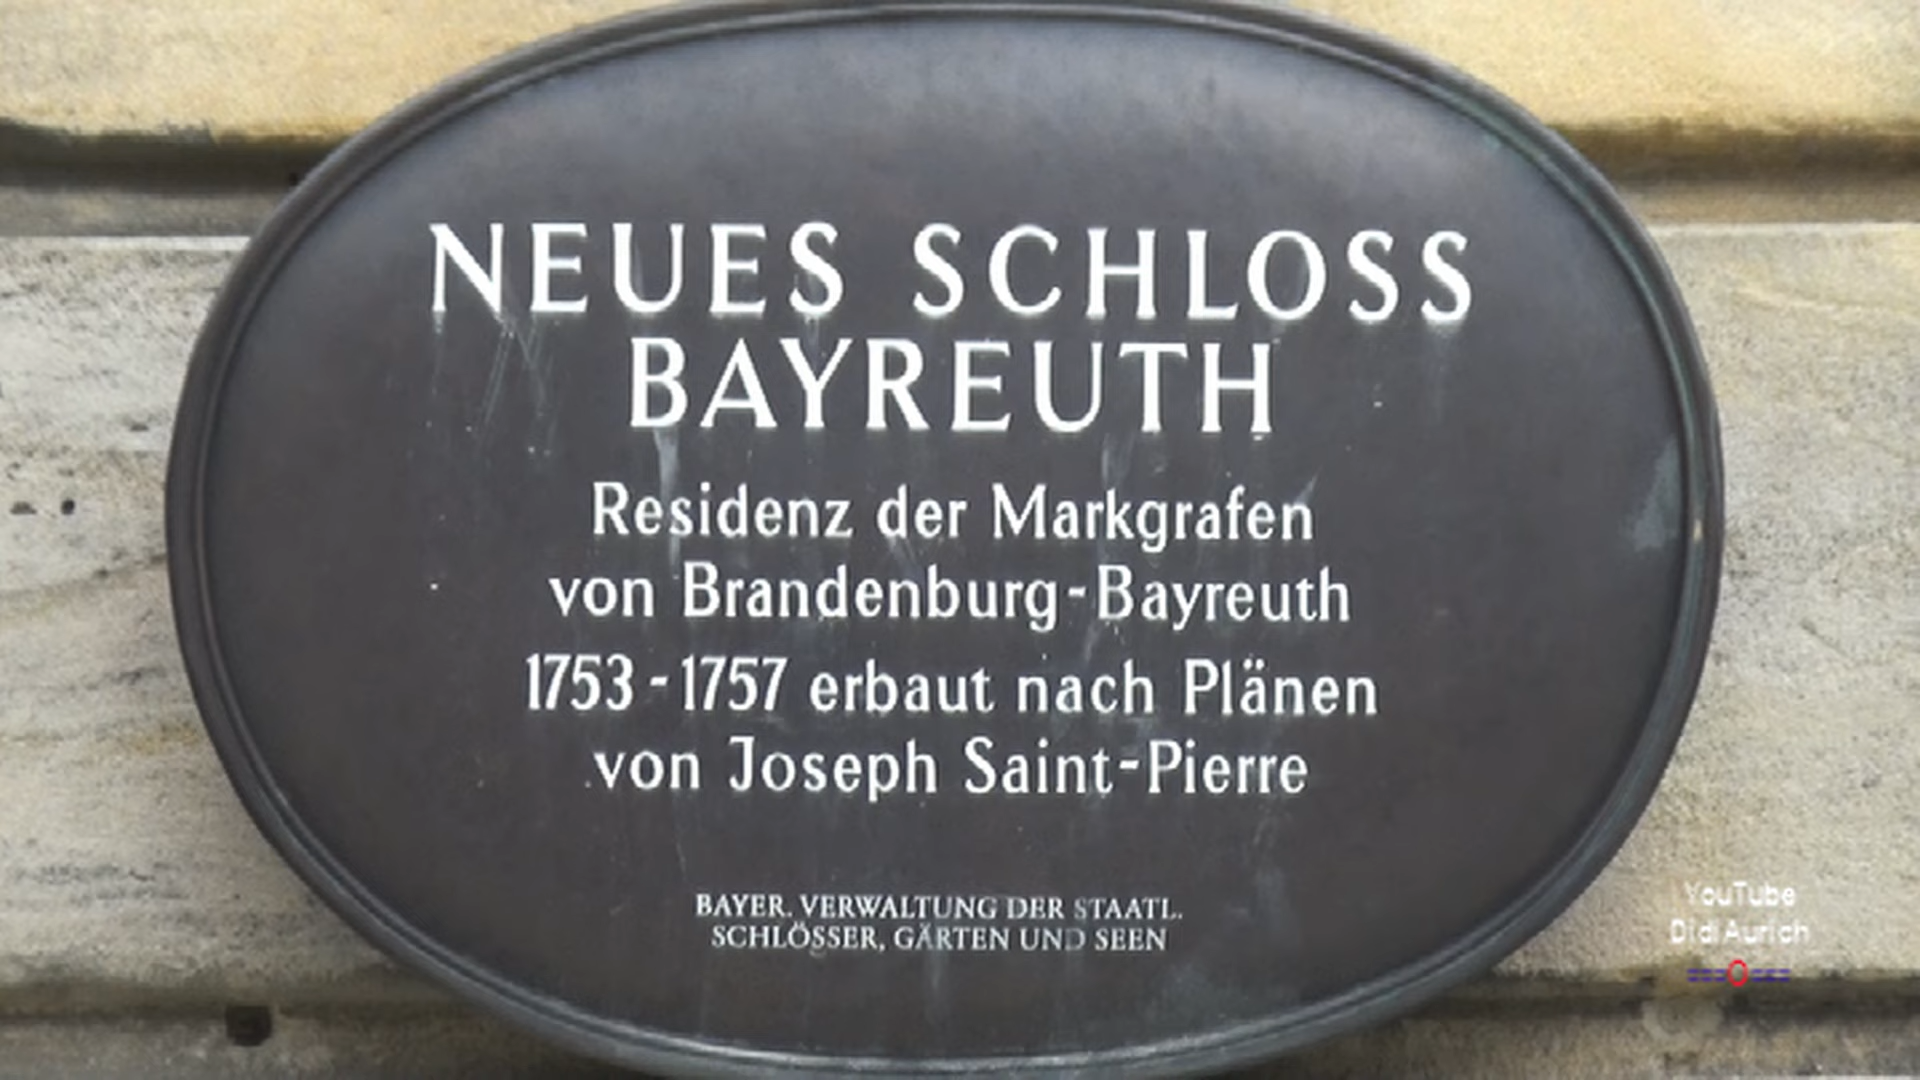 NEUES SCHLOSS
BAYREUTH
Residenz der Markgrafen
von Brandenburg-Bayreuth
1753-1757 erbaut nach Plänen
von Joseph Saint-Pierre
BAYER. VERWALTUNG DER STAATL.
SCHLÖSSER, GÄRTEN UND SEEN
YouTube
Didi Aurich